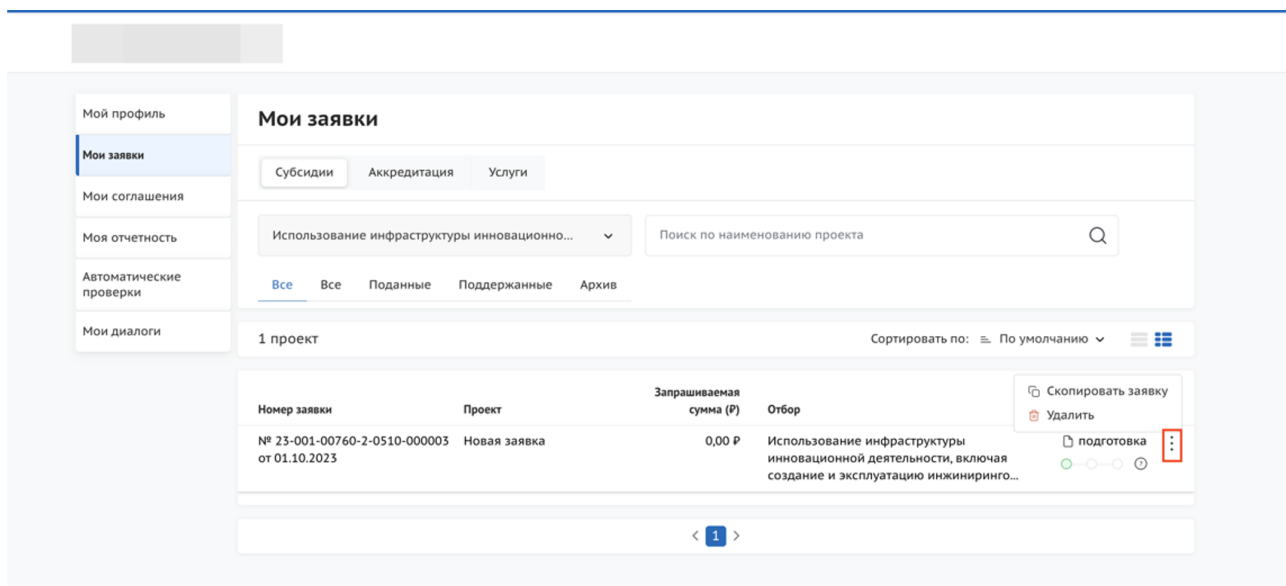 Мой профиль
Мои заявки
Мои соглашения
Моя отчетность
Автоматические
проверки
Мои диалоги
Мои заявки
Субсидии Аккредитация Услуги
Использование инфраструктуры инновационно... Поиск по наименованию проекта
Все Все Поданные Поддержанные Архив
1 проект Сортировать по: По умолчанию
Скопировать заявку
Удалить
Номер заявки Проект Запрашиваемая
сумма (₽) Отбор
№ 23-001-00760-2-0510-000003 Новая заявка 0,00 ₽ Использование инфраструктуры подготовка
от 01.10.2023 инновационной деятельности, включая
создание и эксплуатацию инжиниринго...
1